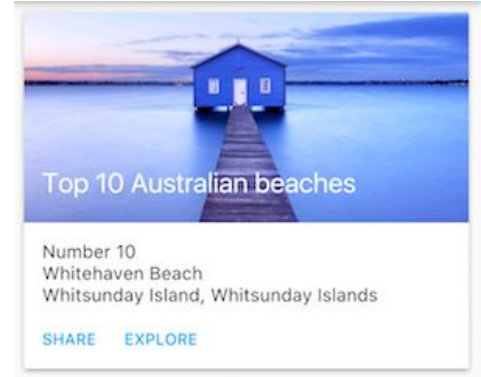 Top 10 Australian beaches
Number 10
Whitehaven Beach
Whitsunday Island, Whitsunday Islands
SHARE EXPLORE